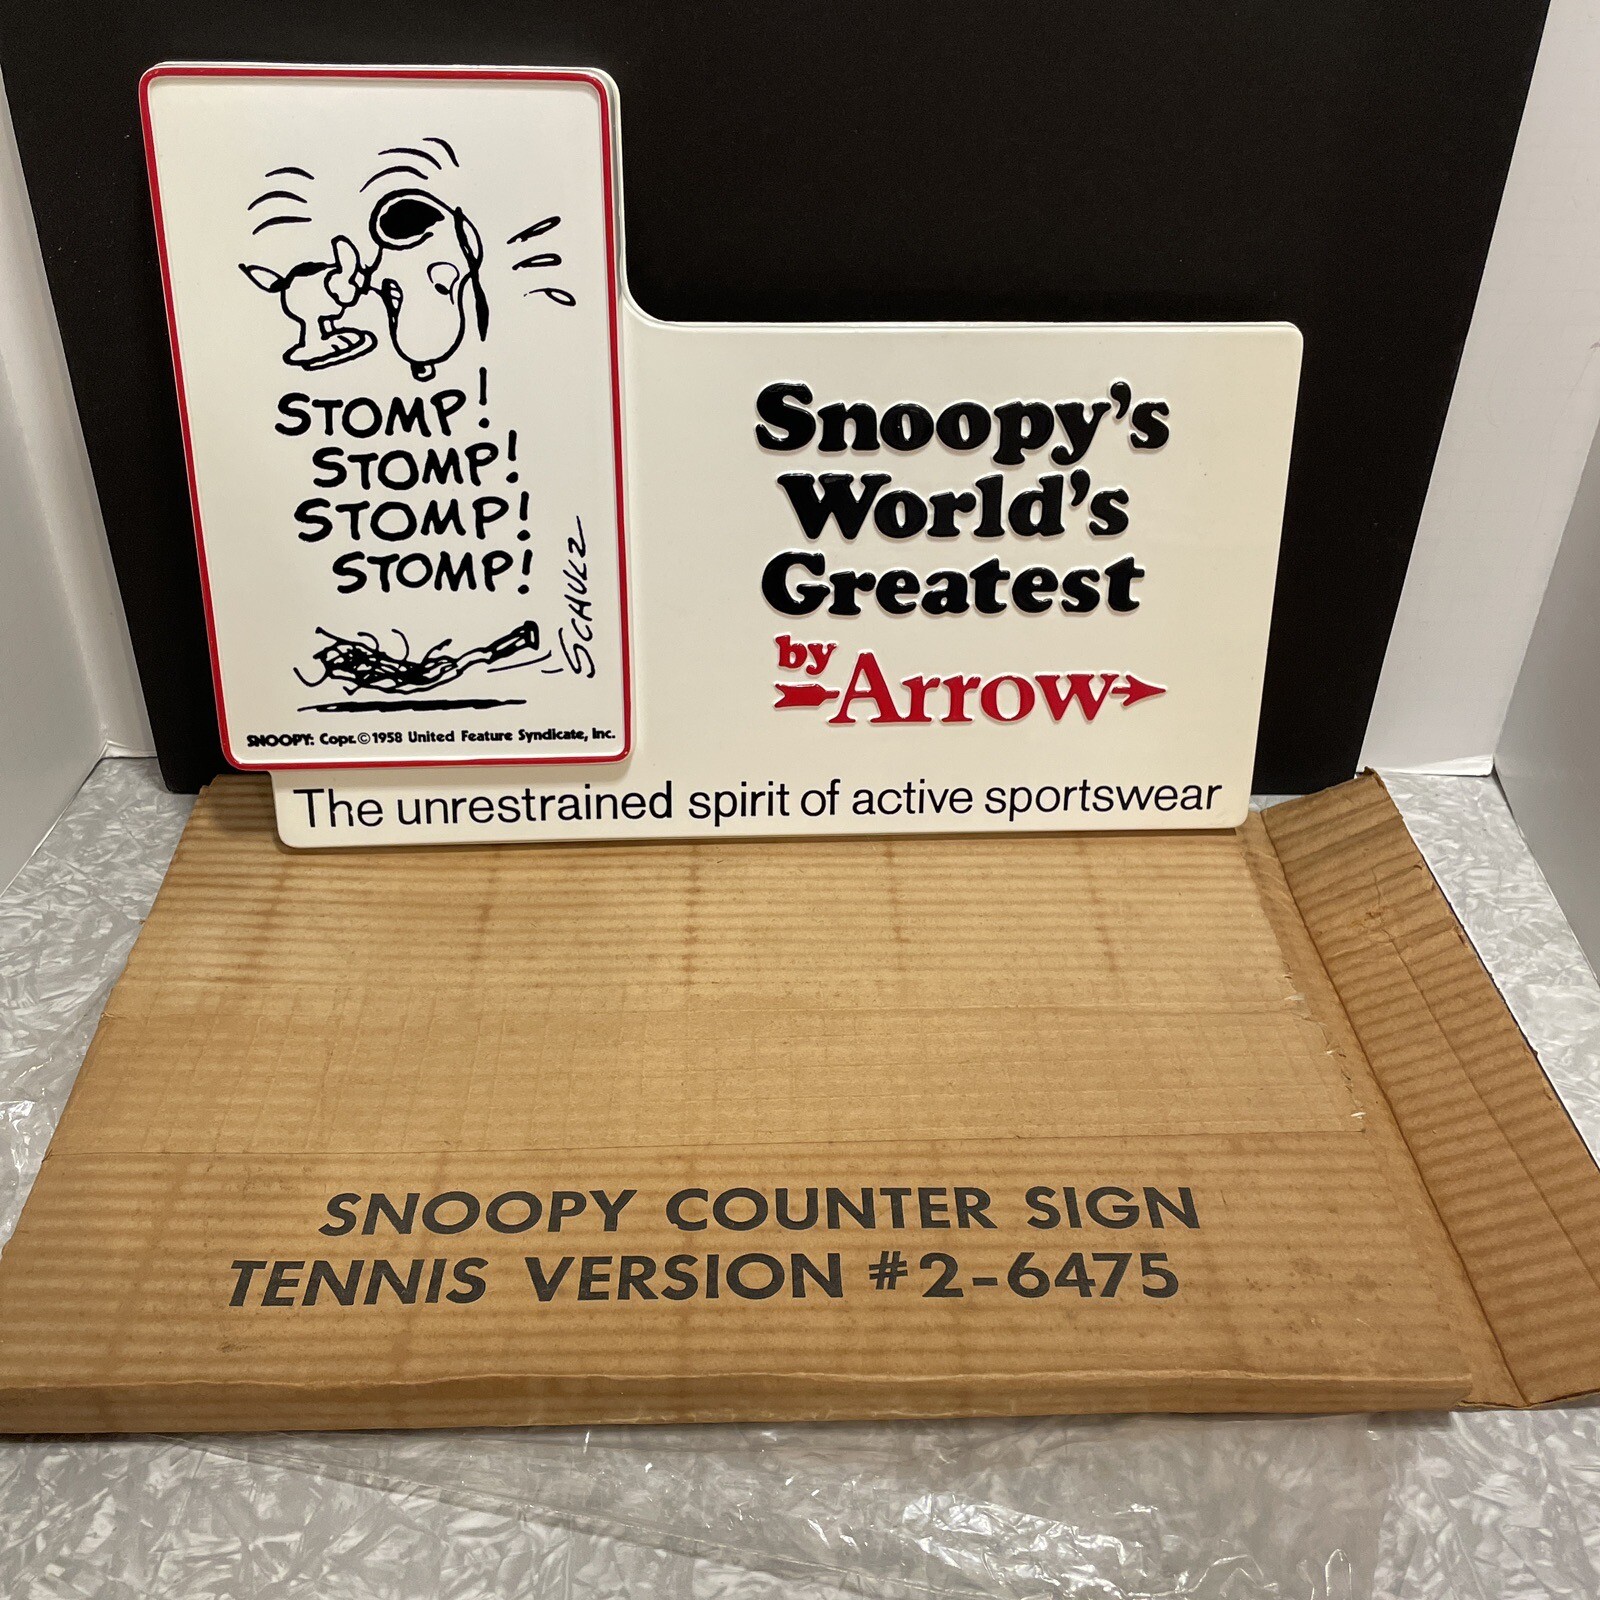 STOMP!
STOMP!
STOMP!
STOMP!
SCHULZ
SNOOPY: Copr.©1958 United Feature Syndicate, Inc.
Snoopy's
World's
Greatest
by
Arrow
The unrestrained spirit of active sportswear
SNOOPY COUNTER SIGN
TENNIS VERSION #2-6475